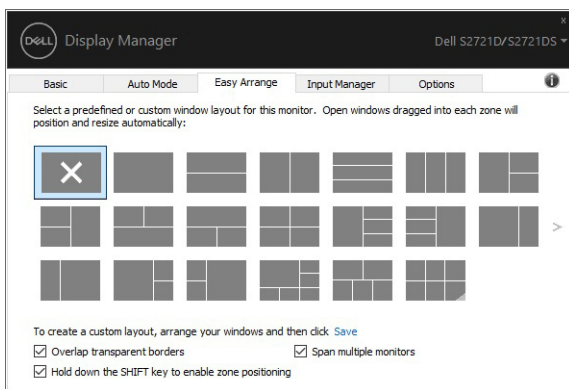 x
DELL Display Manager
Dell S2721D/S2721DS
Basic Auto Mode Easy Arrange Input Manager Options
Select a predefined or custom window layout for this monitor. Open windows dragged into each zone will
position and resize automatically:
To create a custom layout, arrange your windows and then click Save
Overlap transparent borders Span multiple monitors
Hold down the SHIFT key to enable zone positioning